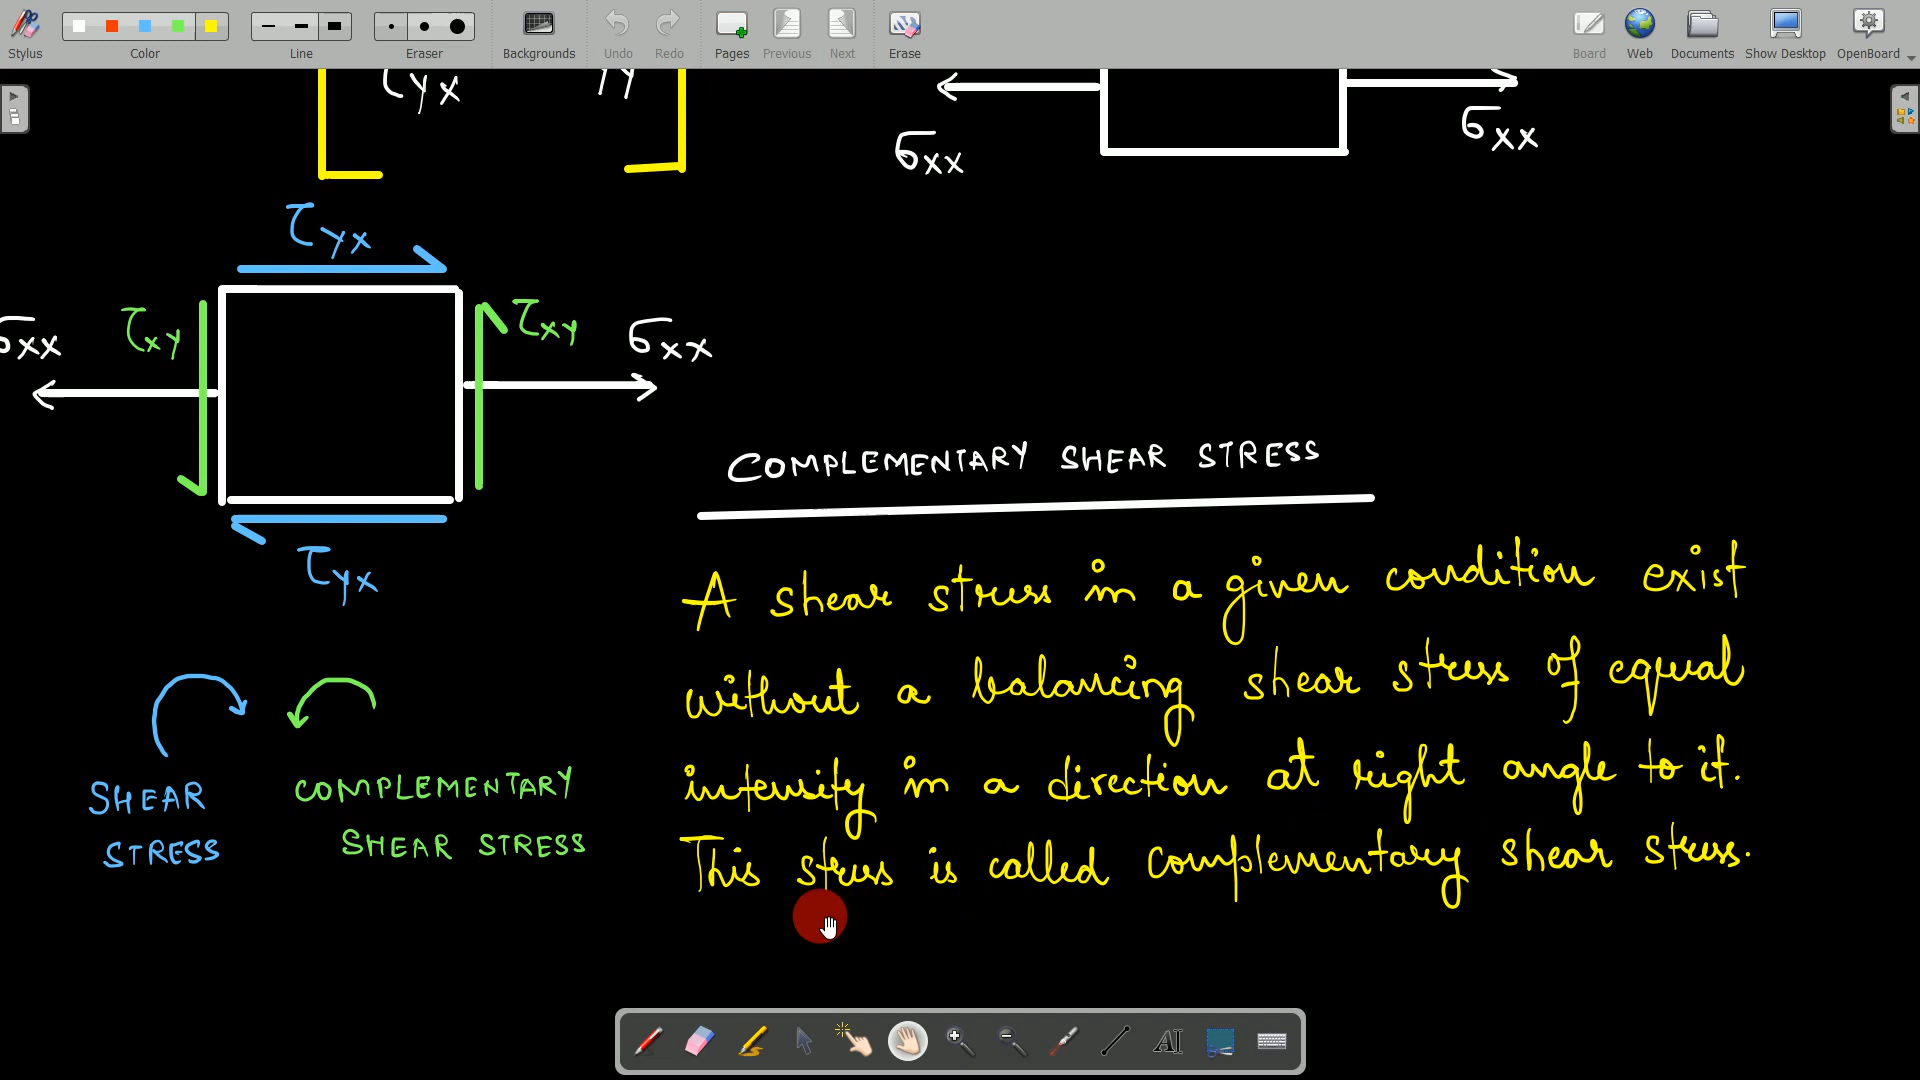 Stylus
Color
Line
Eraser
Backgrounds
Undo
Redo
Pages
Previous
Next
Erase
Board
Web
Documents
Show Desktop
OpenBoard
τyx
σxx
σxx
τyx
τxy
τxy
σxx
σxx
τyx
SHEAR
STRESS
COMPLEMENTARY
SHEAR STRESS
COMPLEMENTARY SHEAR STRESS
A shear stress in a given condition exist
without a balancing shear stress of equal
intensity in a direction at right angle to it.
This stress is called complementary shear stress.